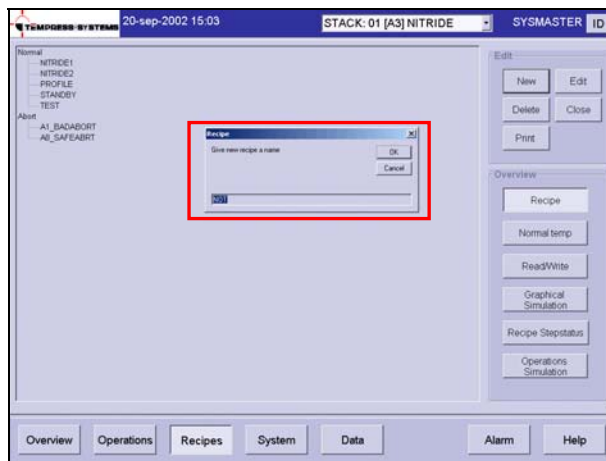 TEMPRESS SYSTEMS 20-sep-2002 15:03 STACK: 01 [A3] NITRIDE SYSMASTER ID
Normal
NITRIDE1
NITRIDE2
PROFILE
STANDBY
TEST
Abort
A1_BADABORT
A8_SAFEABRT
Recipe
Give new recipe a name
OK
Cancel
Edit
New Edit
Delete Close
Print
Overview
Recipe
Normal temp
Read/Write
Graphical
Simulation
Recipe Stepstatus
Operations
Simulation
Overview Operations Recipes System Data Alarm Help